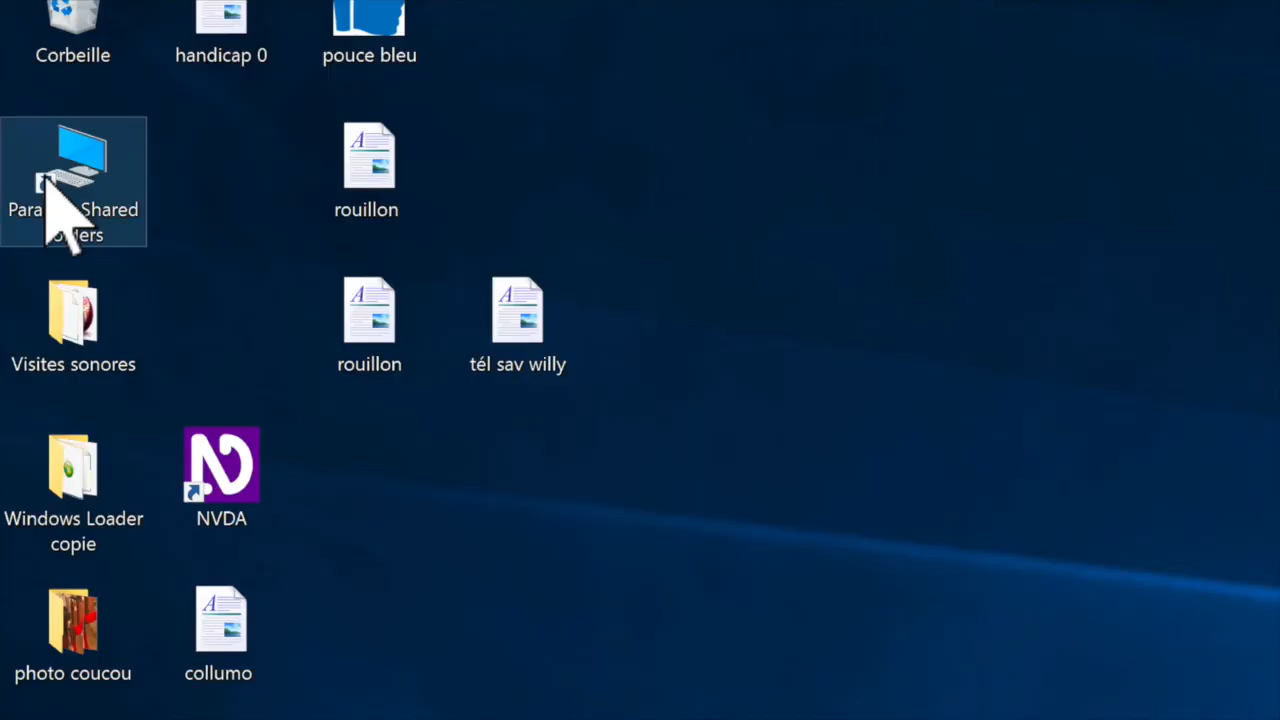 Corbeille
handicap 0
pouce bleu
Shared
rouillon
Visites sonores
rouillon
tél sav willy
Windows Loader
copie
NVDA
photo coucou
collumo